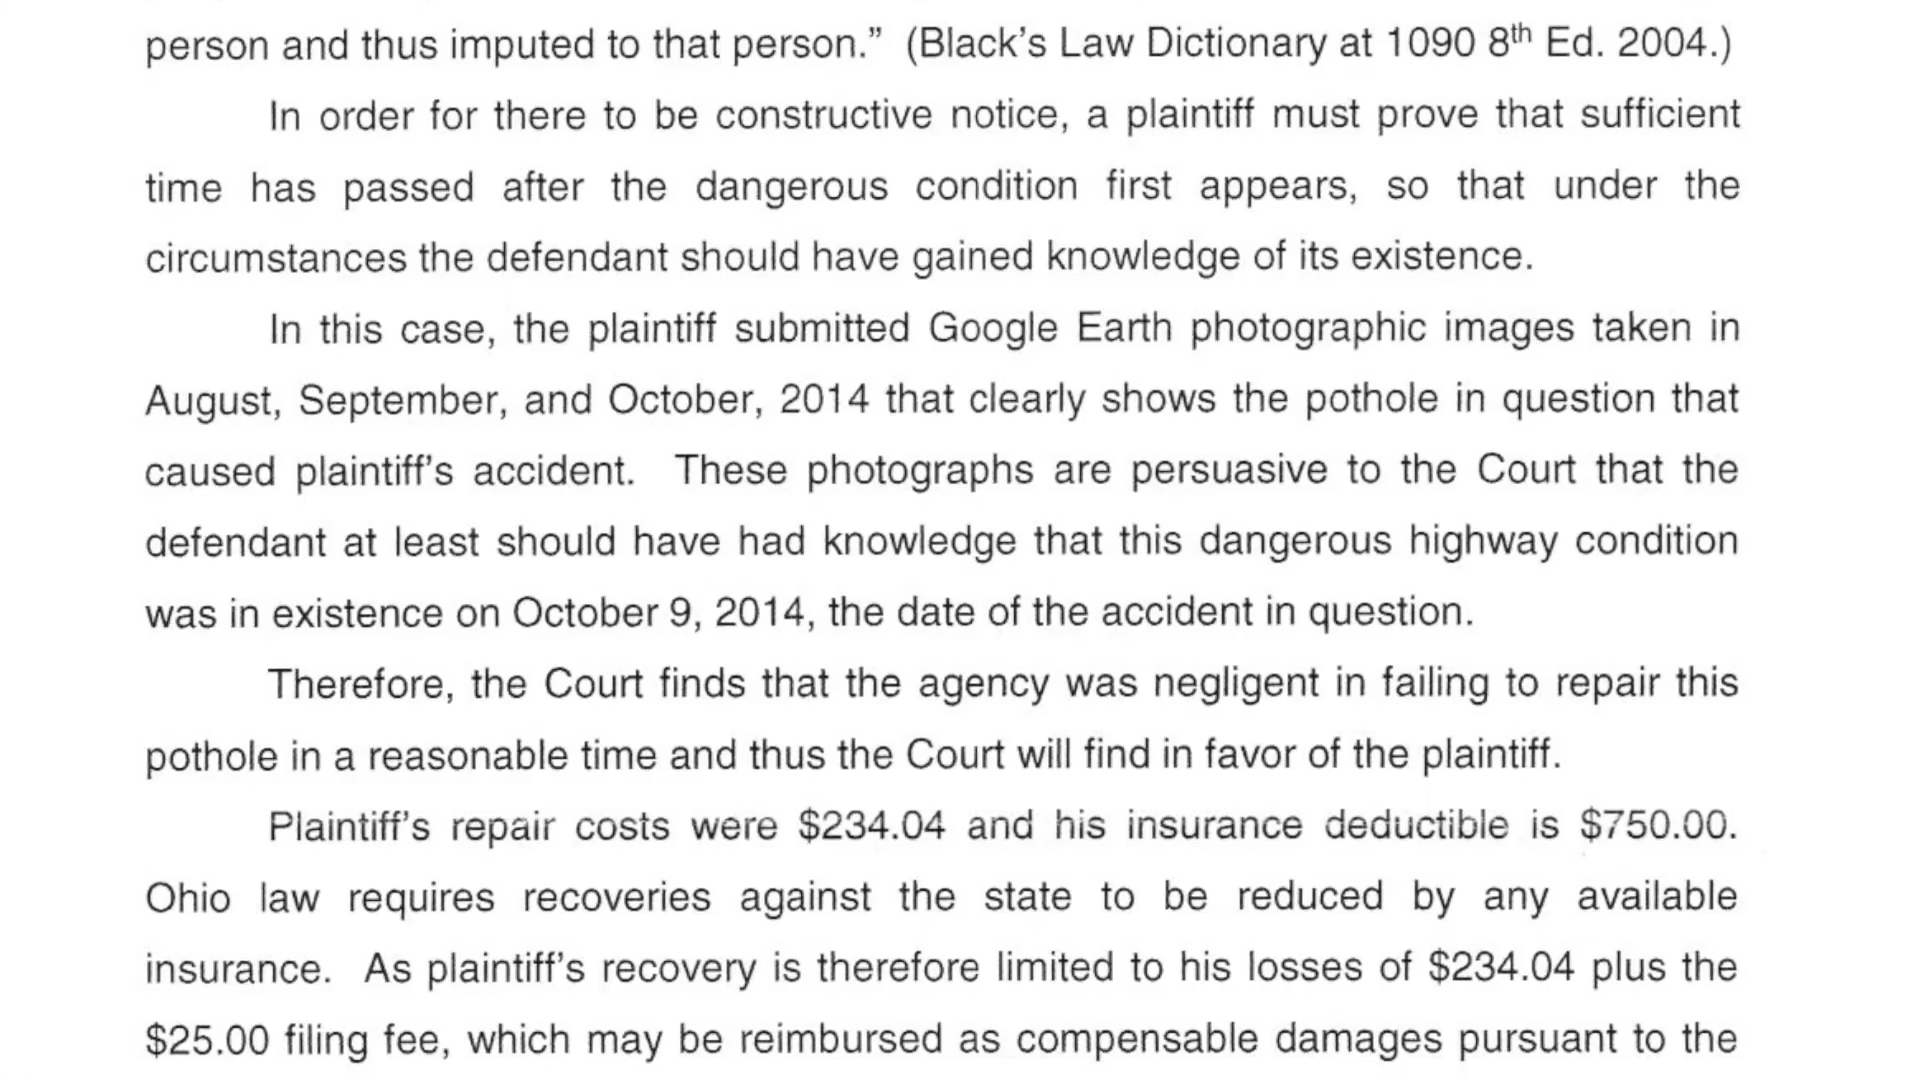 person and thus imputed to that person.” (Black’s Law Dictionary at 1090 8th Ed. 2004.)
In order for there to be constructive notice, a plaintiff must prove that sufficient
time has passed after the dangerous condition first appears, so that under the
circumstances the defendant should have gained knowledge of its existence.
In this case, the plaintiff submitted Google Earth photographic images taken in
August, September, and October, 2014 that clearly shows the pothole in question that
caused plaintiff’s accident. These photographs are persuasive to the Court that the
defendant at least should have had knowledge that this dangerous highway condition
was in existence on October 9, 2014, the date of the accident in question.
Therefore, the Court finds that the agency was negligent in failing to repair this
pothole in a reasonable time and thus the Court will find in favor of the plaintiff.
Plaintiff’s repair costs were $234.04 and his insurance deductible is $750.00.
Ohio law requires recoveries against the state to be reduced by any available
insurance. As plaintiff’s recovery is therefore limited to his losses of $234.04 plus the
$25.00 filing fee, which may be reimbursed as compensable damages pursuant to the